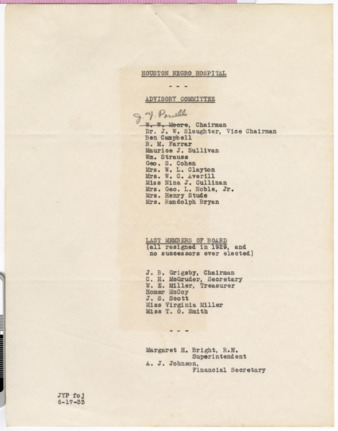 HOUSTON NEGRO HOSPITAL
- - -
ADVISORY COMMITTEE
J. Y. Powell
W. W. Moore, Chairman
Dr. J. W. Slaughter, Vice Chairman
Ben Campbell
R. M. Farrar
Maurice J. Sullivan
Wm. Strauss
Geo. S. Cohen
Mrs. W. L. Clayton
Mrs. W. C. Averill
Miss Nina J. Cullinan
Mrs. Geo. L. Noble, Jr.
Mrs. Henry Stude
Mrs. Randolph Bryan
LAST MEMBERS OF BOARD
(all resigned in 1929, and
no successors ever elected)
J. B. Grigsby, Chairman
C. H. McGruder, Secretary
W. E. Miller, Treasurer
Homer McCoy
J. S. Scott
Miss Virginia Miller
Miss T. O. Smith
- - -
Margaret H. Bright, R.N.
Superintendent
A. J. Johnson,
Financial Secretary
JYP foj
6-17-33